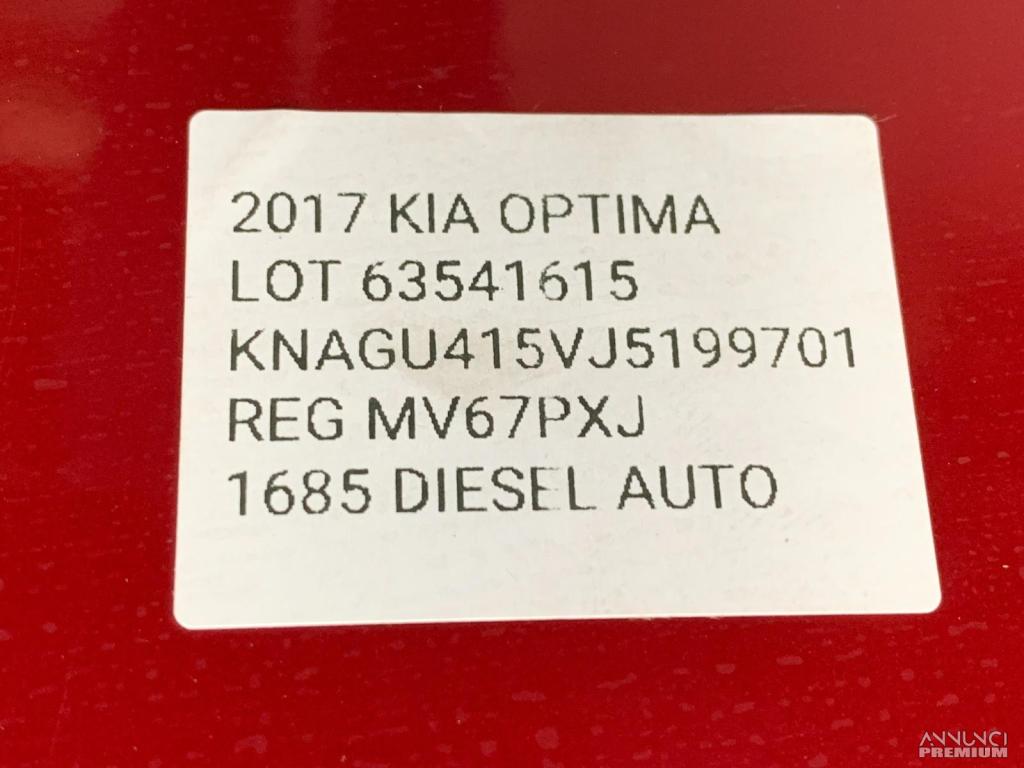 2017 KIA OPTIMA
LOT 63541615
KNAGU415VJ5199701
REG MV67PXJ
1685 DIESEL AUTO
ANNUNCI
PREMIUM